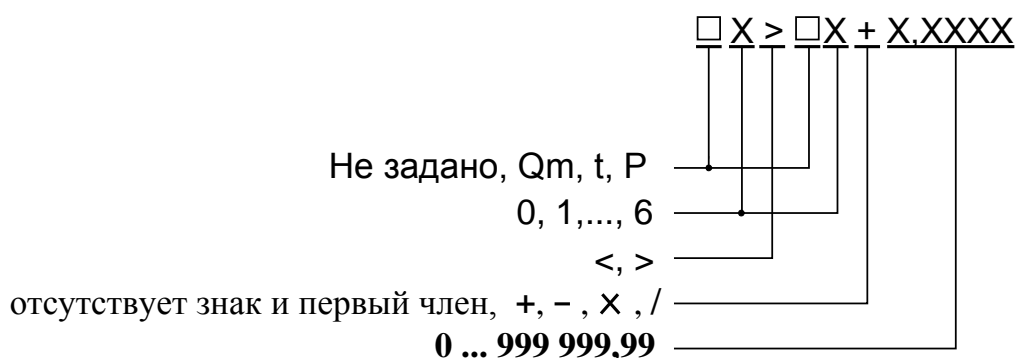 □ X > □ X + X,XXXX
Не задано, Qm, t, P
0, 1,..., 6
<, >
отсутствует знак и первый член, +, − , × , /
0 ... 999 999,99